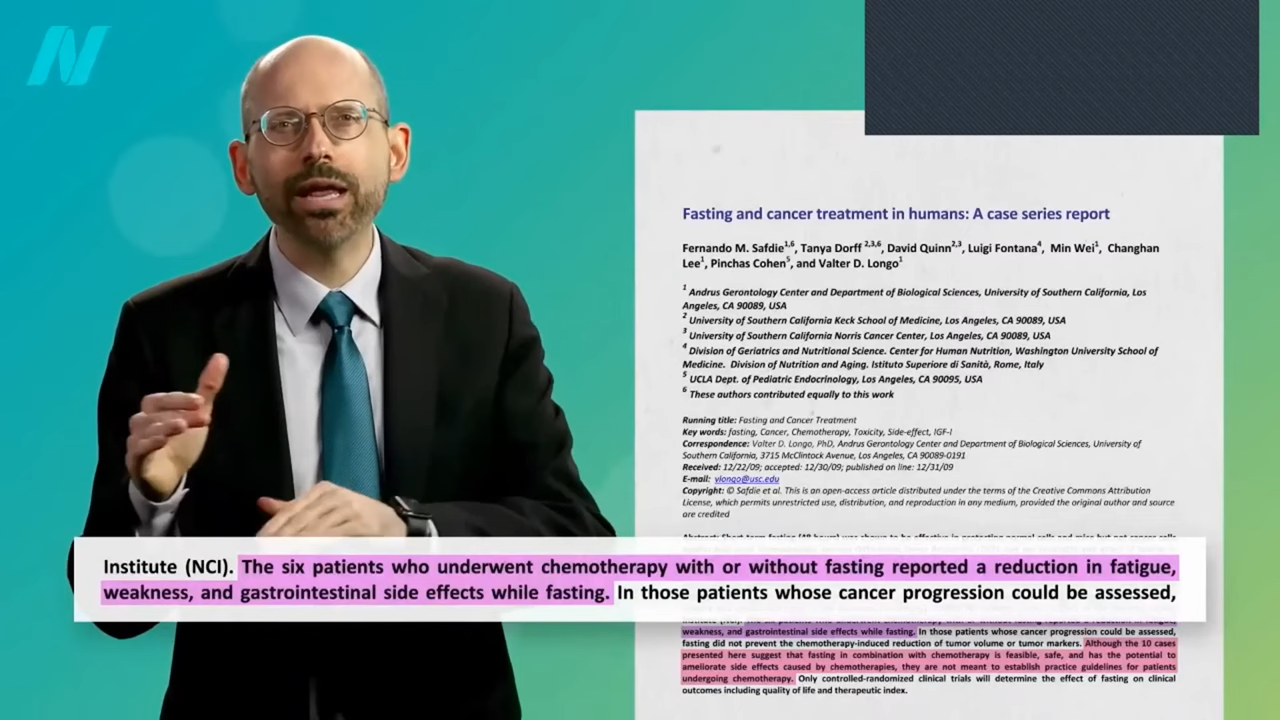 Fasting and cancer treatment in humans: A case series report
Fernando M. Safdie1,6, Tanya Dorff 2,3,6, David Quinn2,3, Luigi Fontana4, Min Wei1, Changhan
Lee1, Pinchas Cohen5, and Valter D. Longo1
1 Andrus Gerontology Center and Department of Biological Sciences, University of Southern California, Los
Angeles, CA 90089, USA
2 University of Southern California Keck School of Medicine, Los Angeles, CA 90089, USA
3 University of Southern California Norris Cancer Center, Los Angeles, CA 90089, USA
4 Division of Geriatrics and Nutritional Science. Center for Human Nutrition, Washington University School of
Medicine. Division of Nutrition and Aging. Istituto Superiore di Sanità, Rome, Italy
5 UCLA Dept. of Pediatric Endocrinology, Los Angeles, CA 90095, USA
6 These authors contributed equally to this work
Running title: Fasting and Cancer Treatment
Key words: fasting, Cancer, Chemotherapy, Toxicity, Side-effect, IGF-I
Correspondence: Valter D. Longo, PhD, Andrus Gerontology Center and Department of Biological Sciences, University of
Southern California, 3715 McClintock Avenue, Los Angeles, CA 90089-0191
Received: 12/22/09; accepted: 12/30/09; published on line: 12/31/09
E-mail: vlongo@usc.edu
Copyright: © Safdie et al. This is an open-access article distributed under the terms of the Creative Commons Attribution
License, which permits unrestricted use, distribution, and reproduction in any medium, provided the original author and source
are credited
Institute (NCI). The six patients who underwent chemotherapy with or without fasting reported a reduction in fatigue,
weakness, and gastrointestinal side effects while fasting. In those patients whose cancer progression could be assessed,
weakness, and gastrointestinal side effects while fasting. In those patients whose cancer progression could be assessed,
fasting did not prevent the chemotherapy-induced reduction of tumor volume or tumor markers. Although the 10 cases
presented here suggest that fasting in combination with chemotherapy is feasible, safe, and has the potential to
ameliorate side effects caused by chemotherapies, they are not meant to establish practice guidelines for patients
undergoing chemotherapy. Only controlled-randomized clinical trials will determine the effect of fasting on clinical
outcomes including quality of life and therapeutic index.